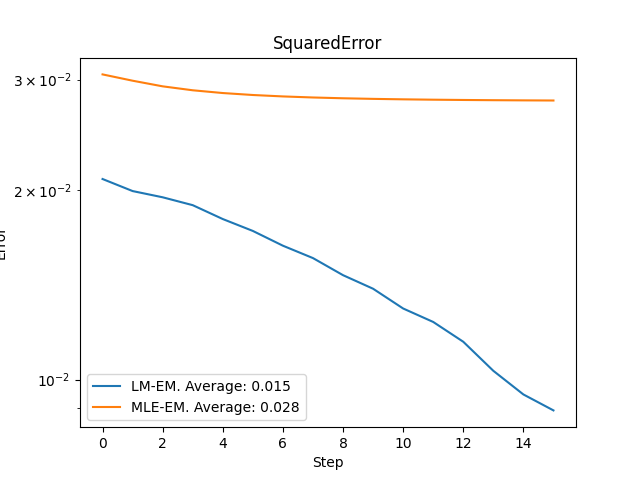 SquaredError
3 × 10⁻²
2 × 10⁻²
10⁻²
Error
LM-EM. Average: 0.015
MLE-EM. Average: 0.028
0 2 4 6 8 10 12 14
Step